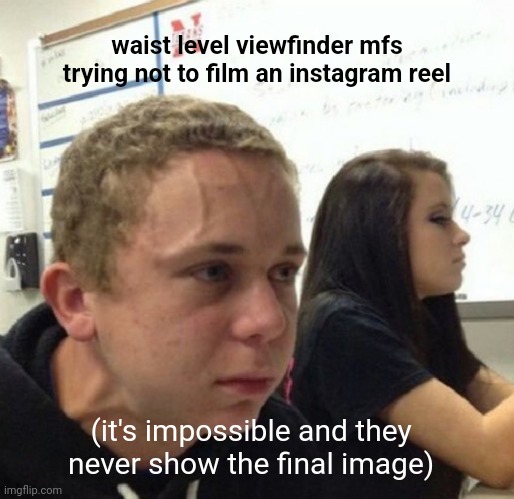 waist level viewfinder mfs
trying not to film an instagram reel
(it's impossible and they
never show the final image)
imgflip.com